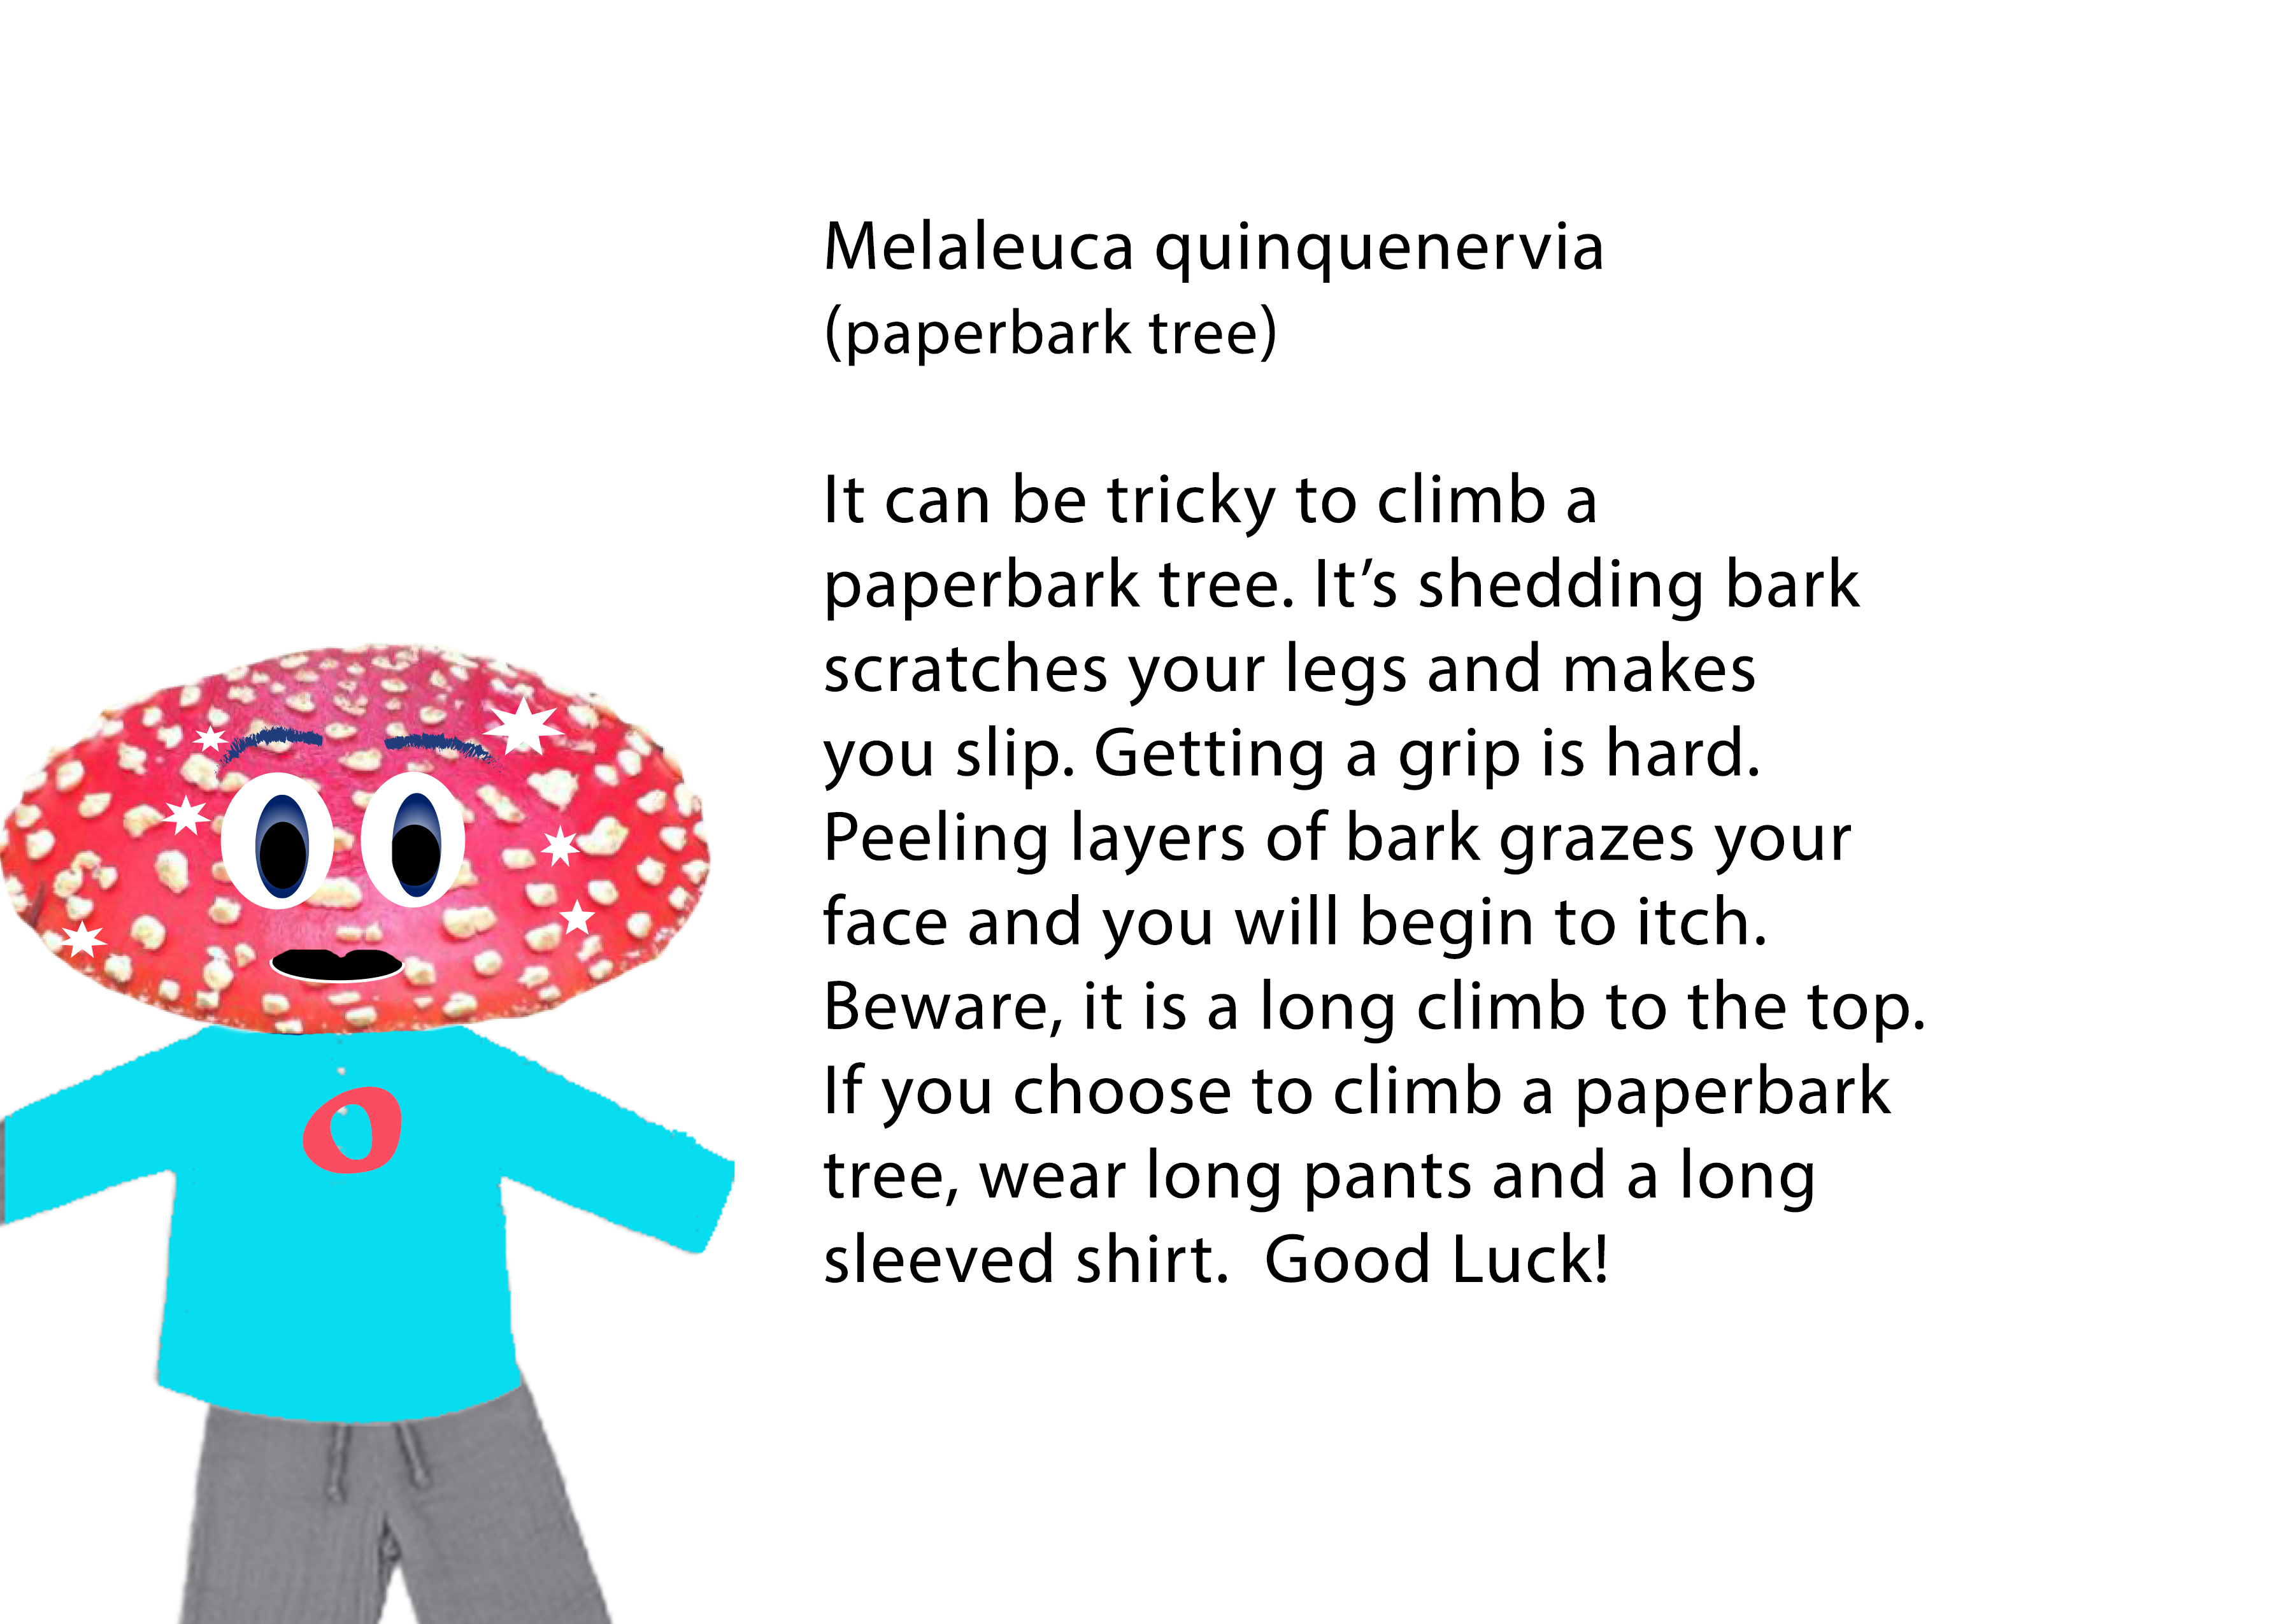 Melaleuca quinquenervia
(paperbark tree)
It can be tricky to climb a
paperbark tree. It’s shedding bark
scratches your legs and makes
you slip. Getting a grip is hard.
Peeling layers of bark grazes your
face and you will begin to itch.
Beware, it is a long climb to the top.
If you choose to climb a paperbark
tree, wear long pants and a long
sleeved shirt.  Good Luck!
O